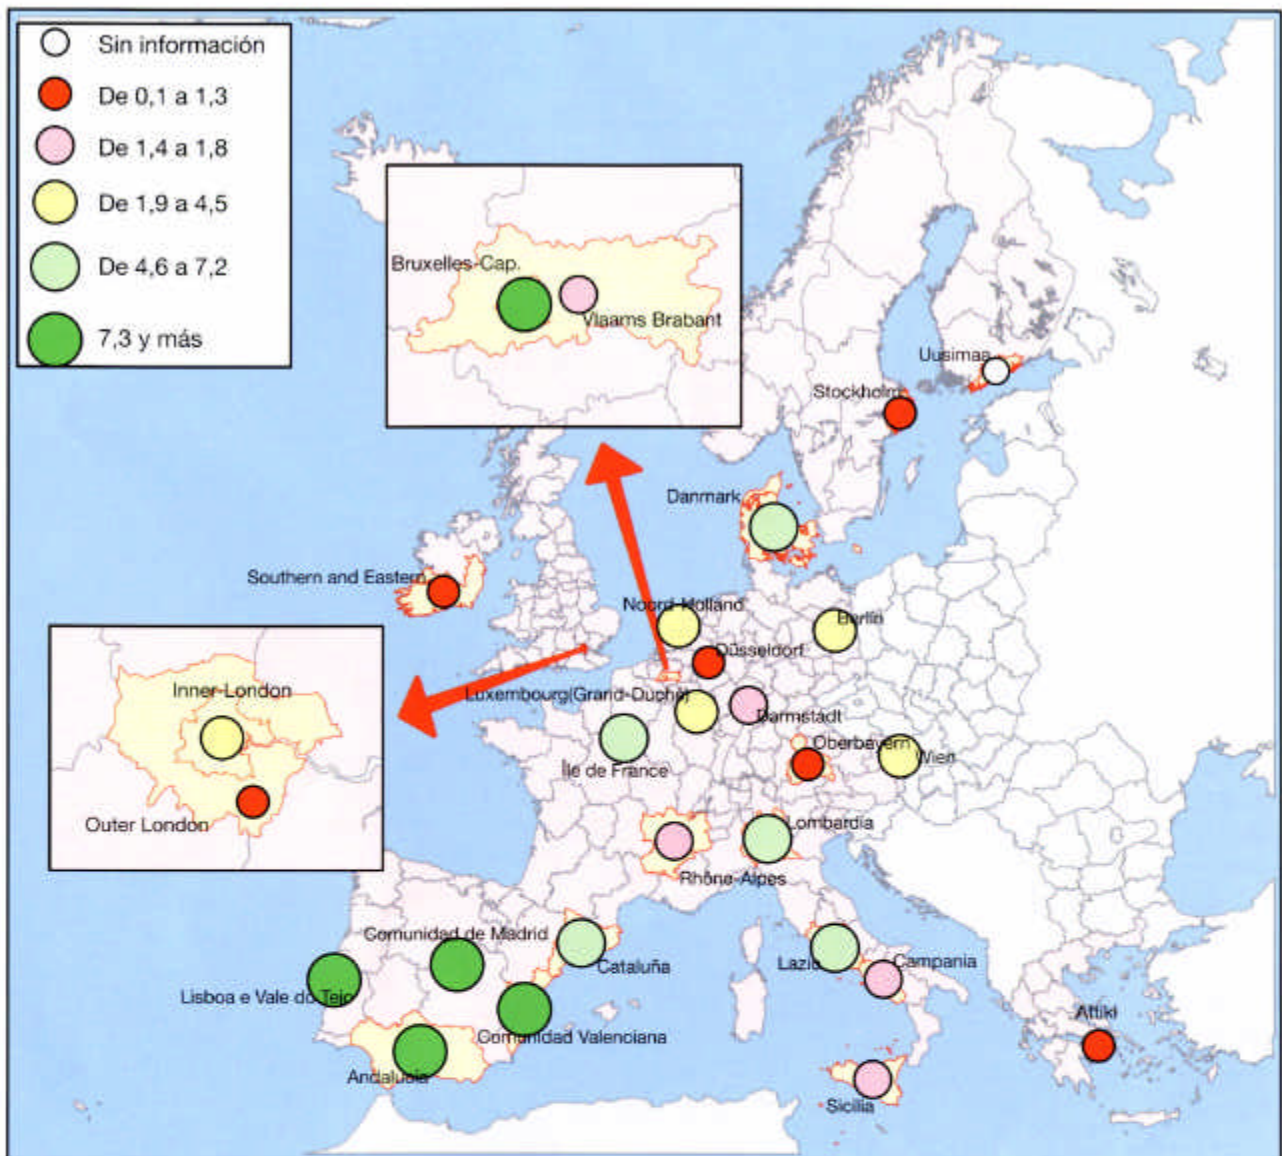 Sin información
De 0,1 a 1,3
De 1,4 a 1,8
De 1,9 a 4,5
De 4,6 a 7,2
7,3 y más
Bruxelles-Cap.
Vlaams Brabant
Uusimaa
Stockholm
Danmark
Southern and Eastern
Noord-Holland
Berlín
Düsseldorf
Inner-London
Luxembourg(Grand-Duché)
Darmstadt
Oberbayern
Wien
Île de France
Outer London
Lombardia
Rhône-Alpes
Comunidad de Madrid
Cataluña
Lazio
Campania
Lisboa e Vale do Tejo
Attiki
Comunidad Valenciana
Andalusia
Sicilia